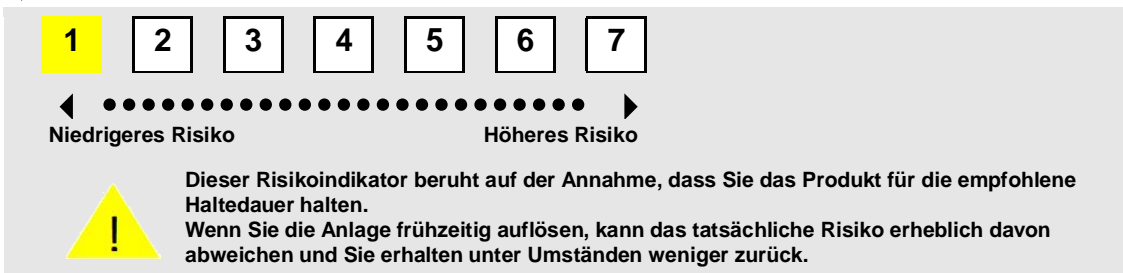 1 2 3 4 5 6 7
Niedrigeres Risiko Höheres Risiko
Dieser Risikoindikator beruht auf der Annahme, dass Sie das Produkt für die empfohlene
Haltedauer halten.
! Wenn Sie die Anlage frühzeitig auflösen, kann das tatsächliche Risiko erheblich davon
abweichen und Sie erhalten unter Umständen weniger zurück.